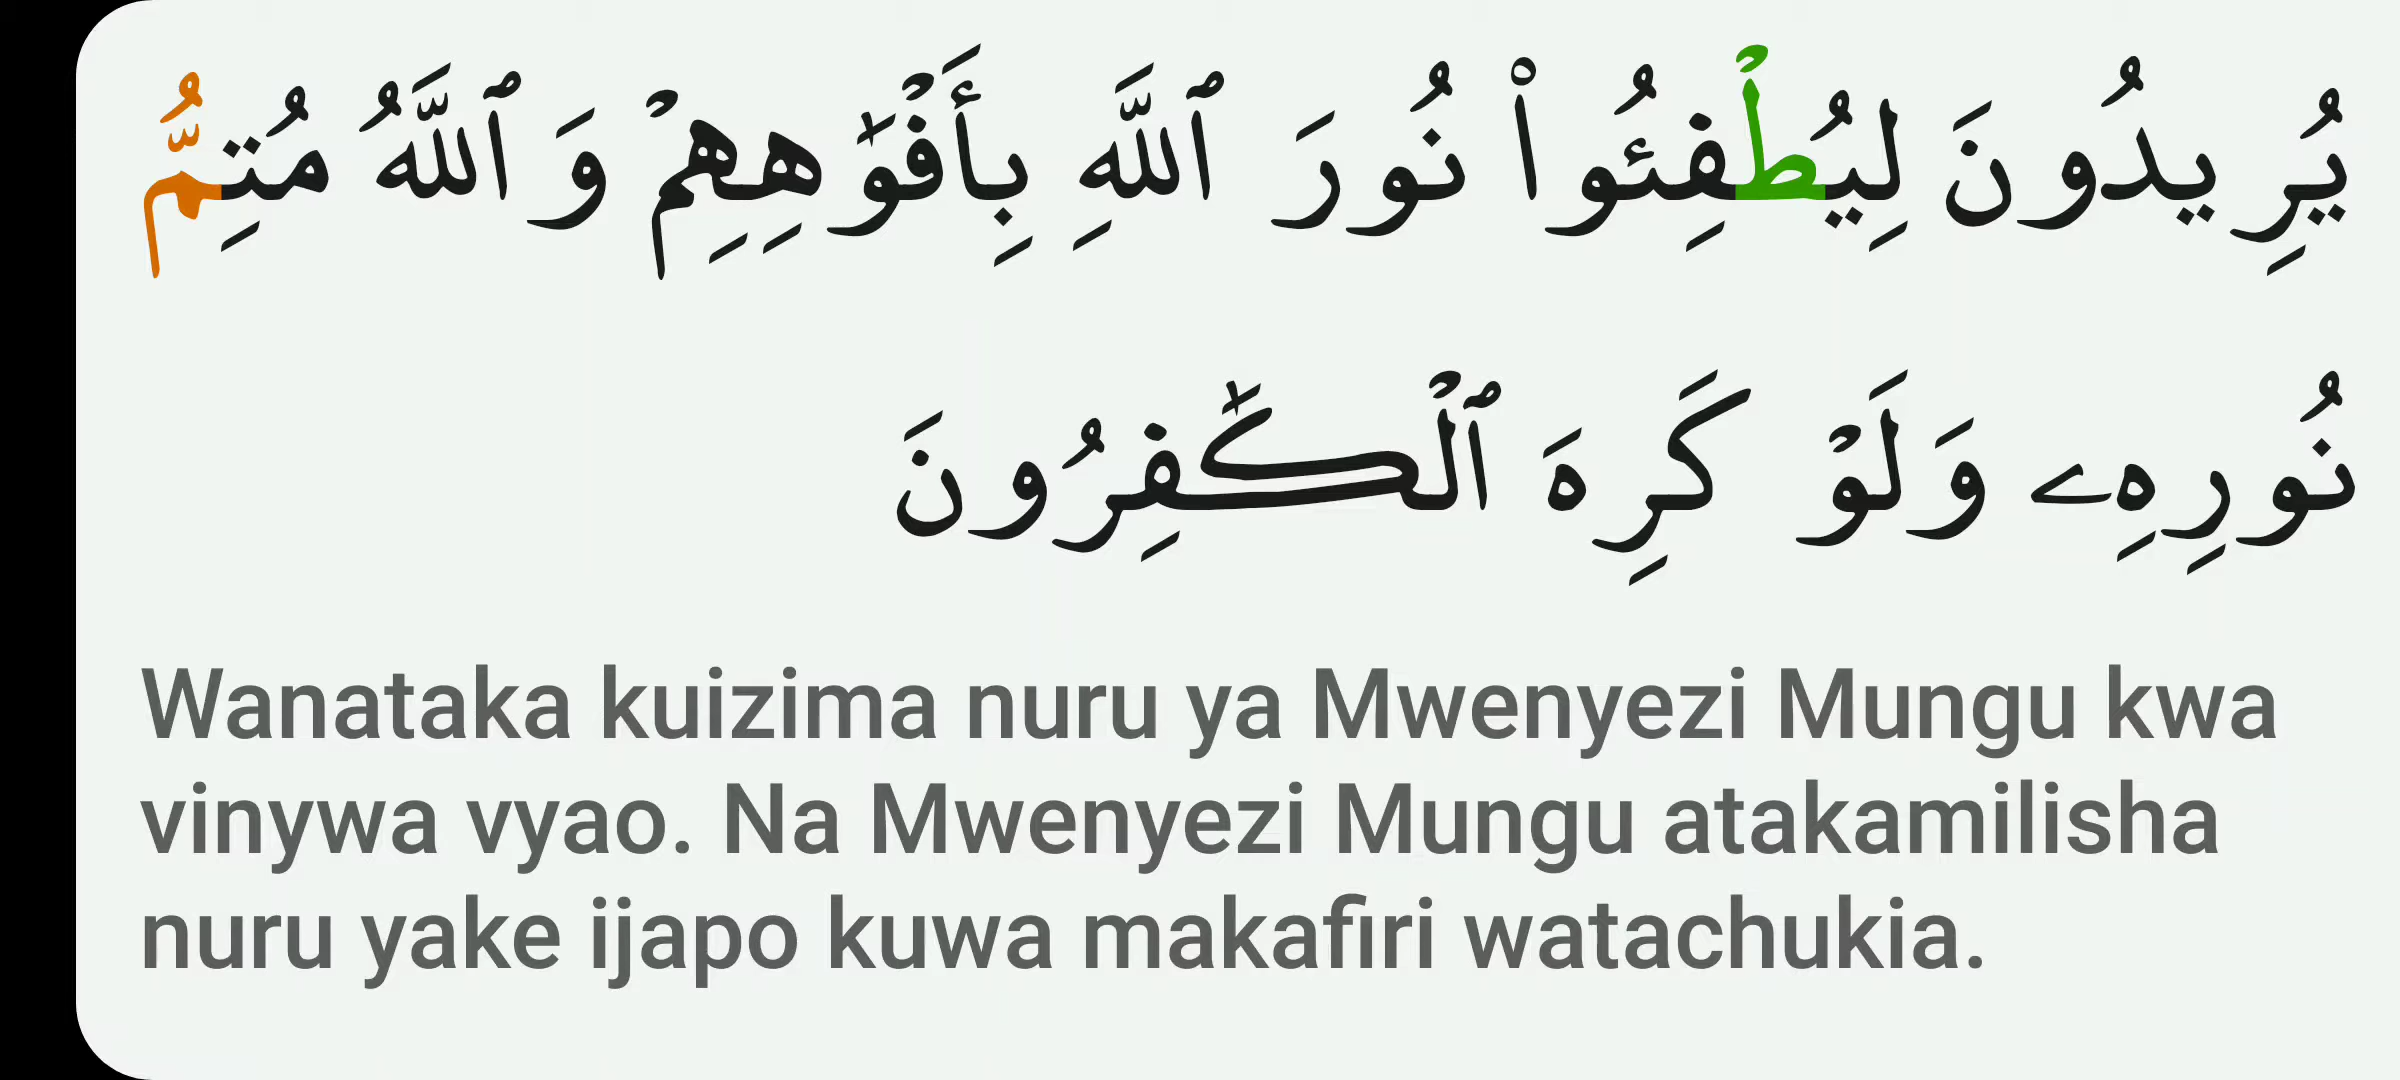 يُرِيدُونَ لِيُطْفِـُٔوا۟ نُورَ ٱللَّهِ بِأَفْوَٰهِهِمْ وَٱللَّهُ مُتِمُّ
نُورِهِۦ وَلَوْ كَرِهَ ٱلْكَٰفِرُونَ
Wanataka kuizima nuru ya Mwenyezi Mungu kwa
vinywa vyao. Na Mwenyezi Mungu atakamilisha
nuru yake ijapo kuwa makafiri watachukia.